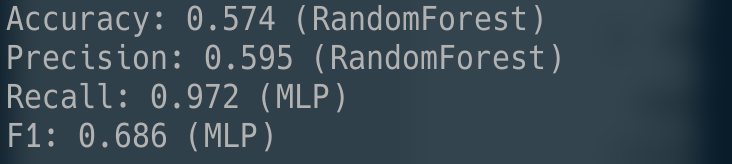 Accuracy: 0.574 (RandomForest)
Precision: 0.595 (RandomForest)
Recall: 0.972 (MLP)
F1: 0.686 (MLP)